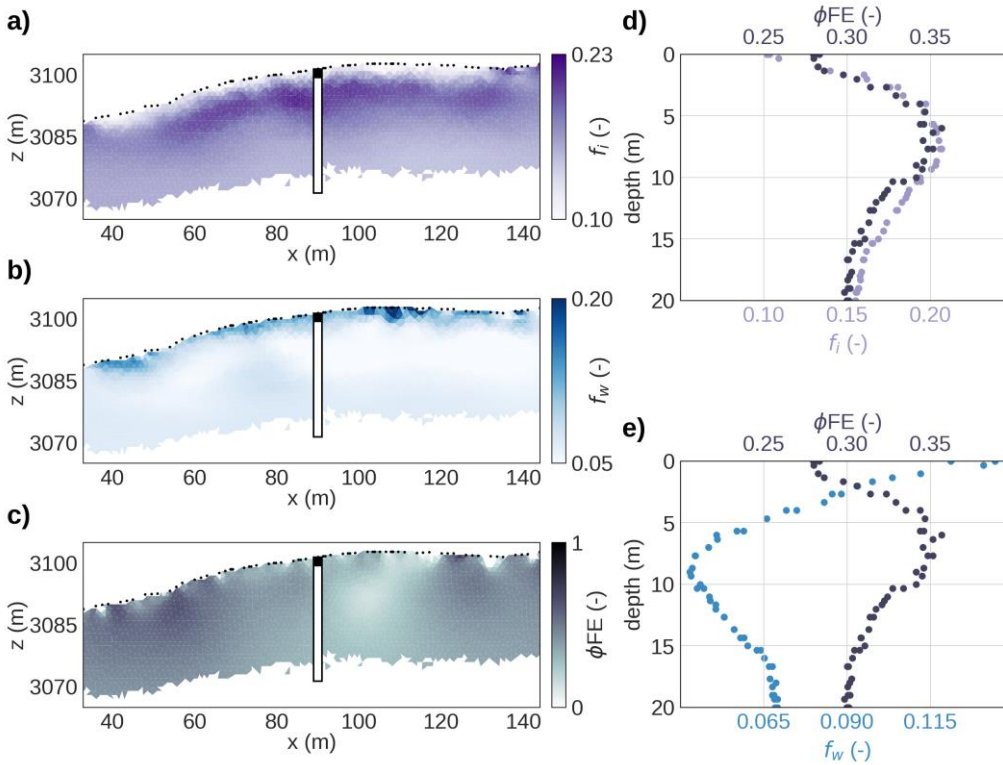 a)
3100
3085
3070
z (m)
40 60 80 100 120 140
x (m)
0.23
f_i (-)
0.10
b)
3100
3085
3070
z (m)
40 60 80 100 120 140
x (m)
0.20
f_w (-)
0.05
c)
3100
3085
3070
z (m)
40 60 80 100 120 140
x (m)
1
ϕFE (-)
0
d)
ϕFE (-)
0.25 0.30 0.35
0
5
10
15
20
depth (m)
0.10 0.15 0.20
f_i (-)
e)
ϕFE (-)
0.25 0.30 0.35
0
5
10
15
20
depth (m)
0.065 0.090 0.115
f_w (-)